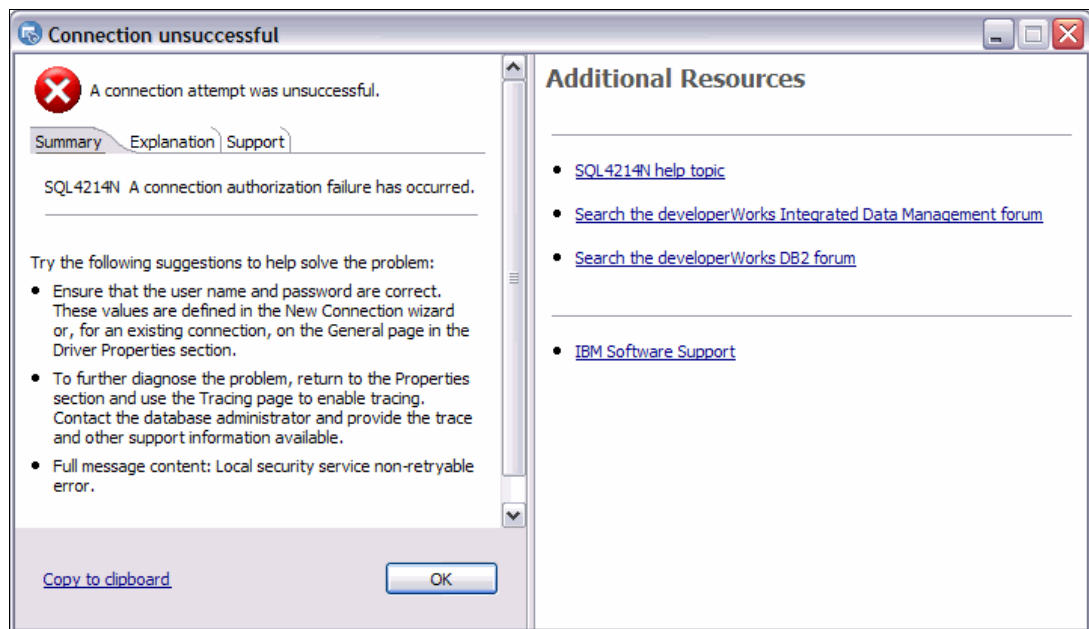 Connection unsuccessful
A connection attempt was unsuccessful.
Summary Explanation Support
SQL4214N A connection authorization failure has occurred.
Try the following suggestions to help solve the problem:
• Ensure that the user name and password are correct.
These values are defined in the New Connection wizard
or, for an existing connection, on the General page in the
Driver Properties section.
• To further diagnose the problem, return to the Properties
section and use the Tracing page to enable tracing.
Contact the database administrator and provide the trace
and other support information available.
• Full message content: Local security service non-retryable
error.
Copy to clipboard
OK
Additional Resources
• SQL4214N help topic
• Search the developerWorks Integrated Data Management forum
• Search the developerWorks DB2 forum
• IBM Software Support